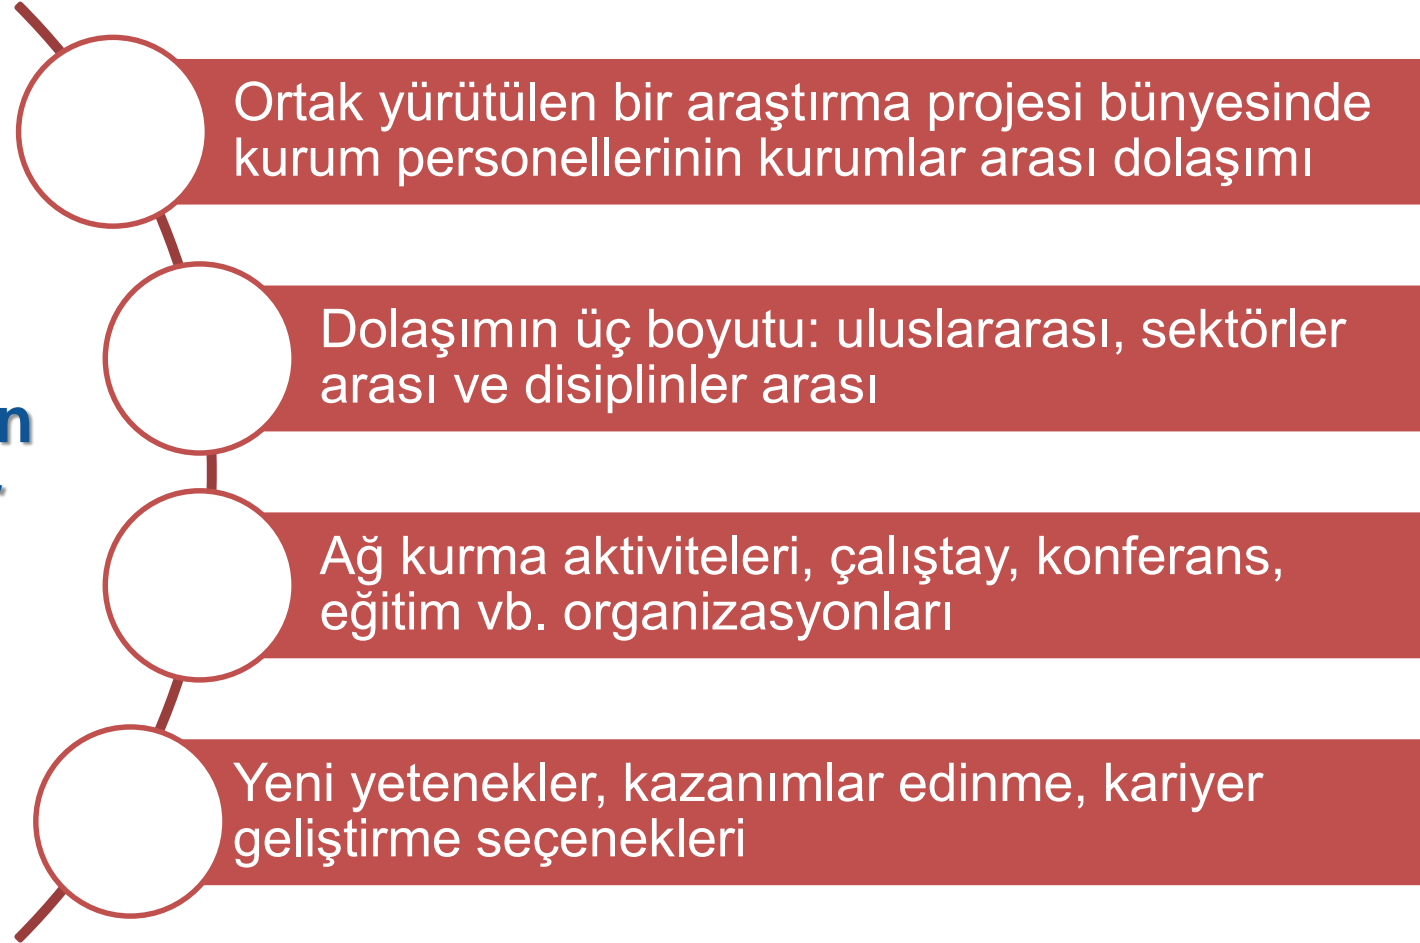 Ortak yürütülen bir araştırma projesi bünyesinde
kurum personellerinin kurumlar arası dolaşımı
Dolaşımın üç boyutu: uluslararası, sektörler
arası ve disiplinler arası
Ağ kurma aktiviteleri, çalıştay, konferans,
eğitim vb. organizasyonları
Yeni yetenekler, kazanımlar edinme, kariyer
geliştirme seçenekleri